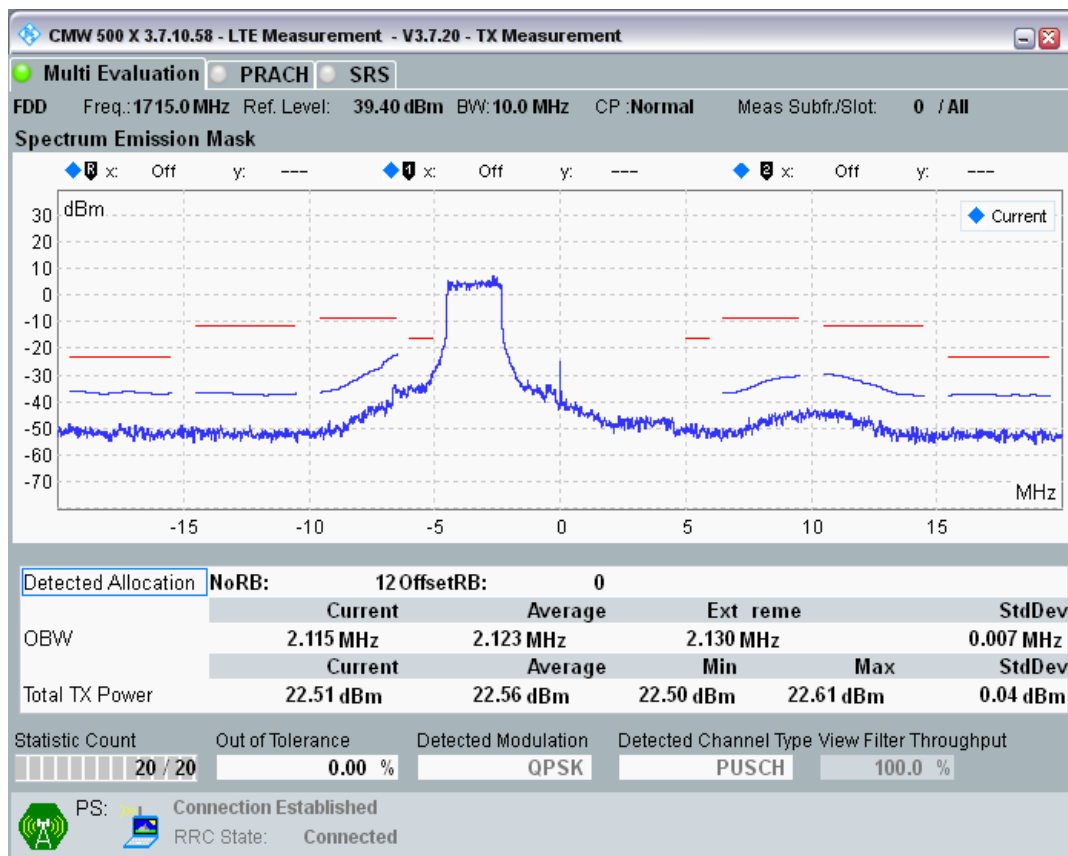 CMW 500 X 3.7.10.58 - LTE Measurement - V3.7.20 - TX Measurement
Multi Evaluation PRACH SRS
FDD Freq.: 1715.0 MHz Ref. Level: 39.40 dBm BW: 10.0 MHz CP : Normal Meas Subfr./Slot: 0 / All
Spectrum Emission Mask
R x: Off y: --- 1 x: Off y: --- 2 x: Off y: ---
dBm
Current
30
20
10
0
-10
-20
-30
-40
-50
-60
-70
MHz
-15 -10 -5 0 5 10 15
Detected Allocation NoRB: 12 OffsetRB: 0
Current Average Ext reme StdDev
OBW 2.115 MHz 2.123 MHz 2.130 MHz 0.007 MHz
Current Average Min Max StdDev
Total TX Power 22.51 dBm 22.56 dBm 22.50 dBm 22.61 dBm 0.04 dBm
Statistic Count Out of Tolerance Detected Modulation Detected Channel Type View Filter Throughput
20 / 20 0.00 % QPSK PUSCH 100.0 %
PS: Connection Established
RRC State: Connected